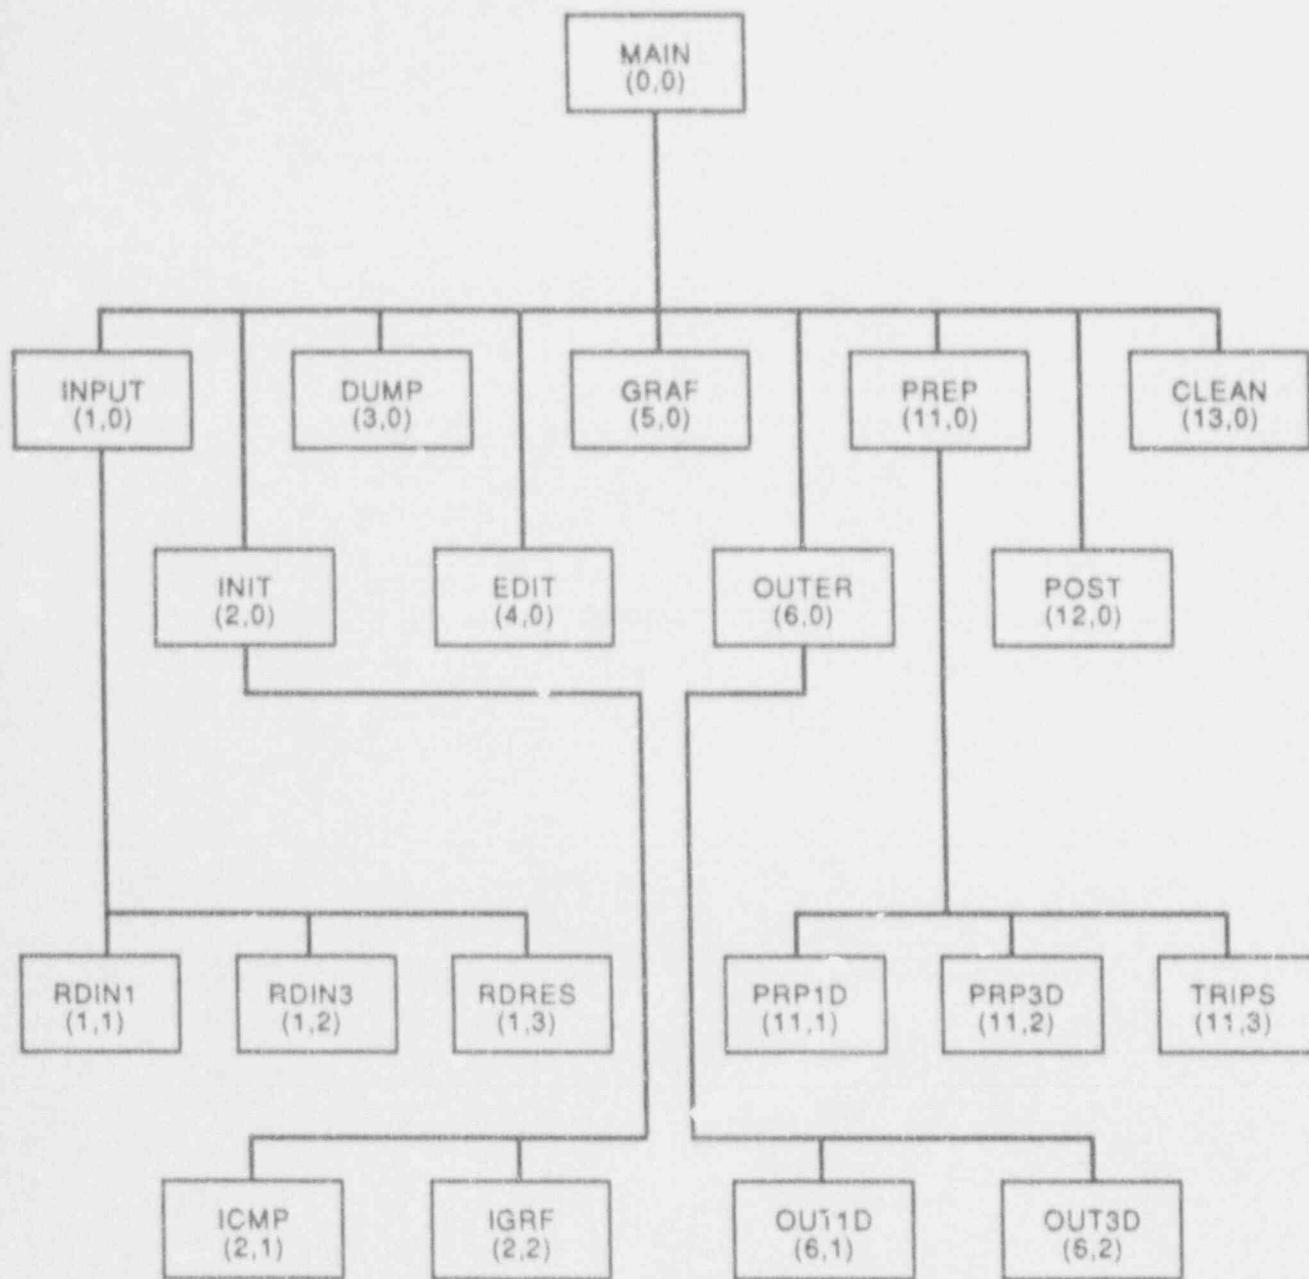 MAIN
(0,0)
INPUT
(1,0)
DUMP
(3,0)
GRAF
(5,0)
PREP
(11,0)
CLEAN
(13,0)
INIT
(2,0)
EDIT
(4,0)
OUTER
(6,0)
POST
(12,0)
RDIN1
(1,1)
RDIN3
(1,2)
RDRES
(1,3)
PRP1D
(11,1)
PRP3D
(11,2)
TRIPS
(11,3)
ICMP
(2,1)
IGRF
(2,2)
OUT1D
(6,1)
OUT3D
(6,2)